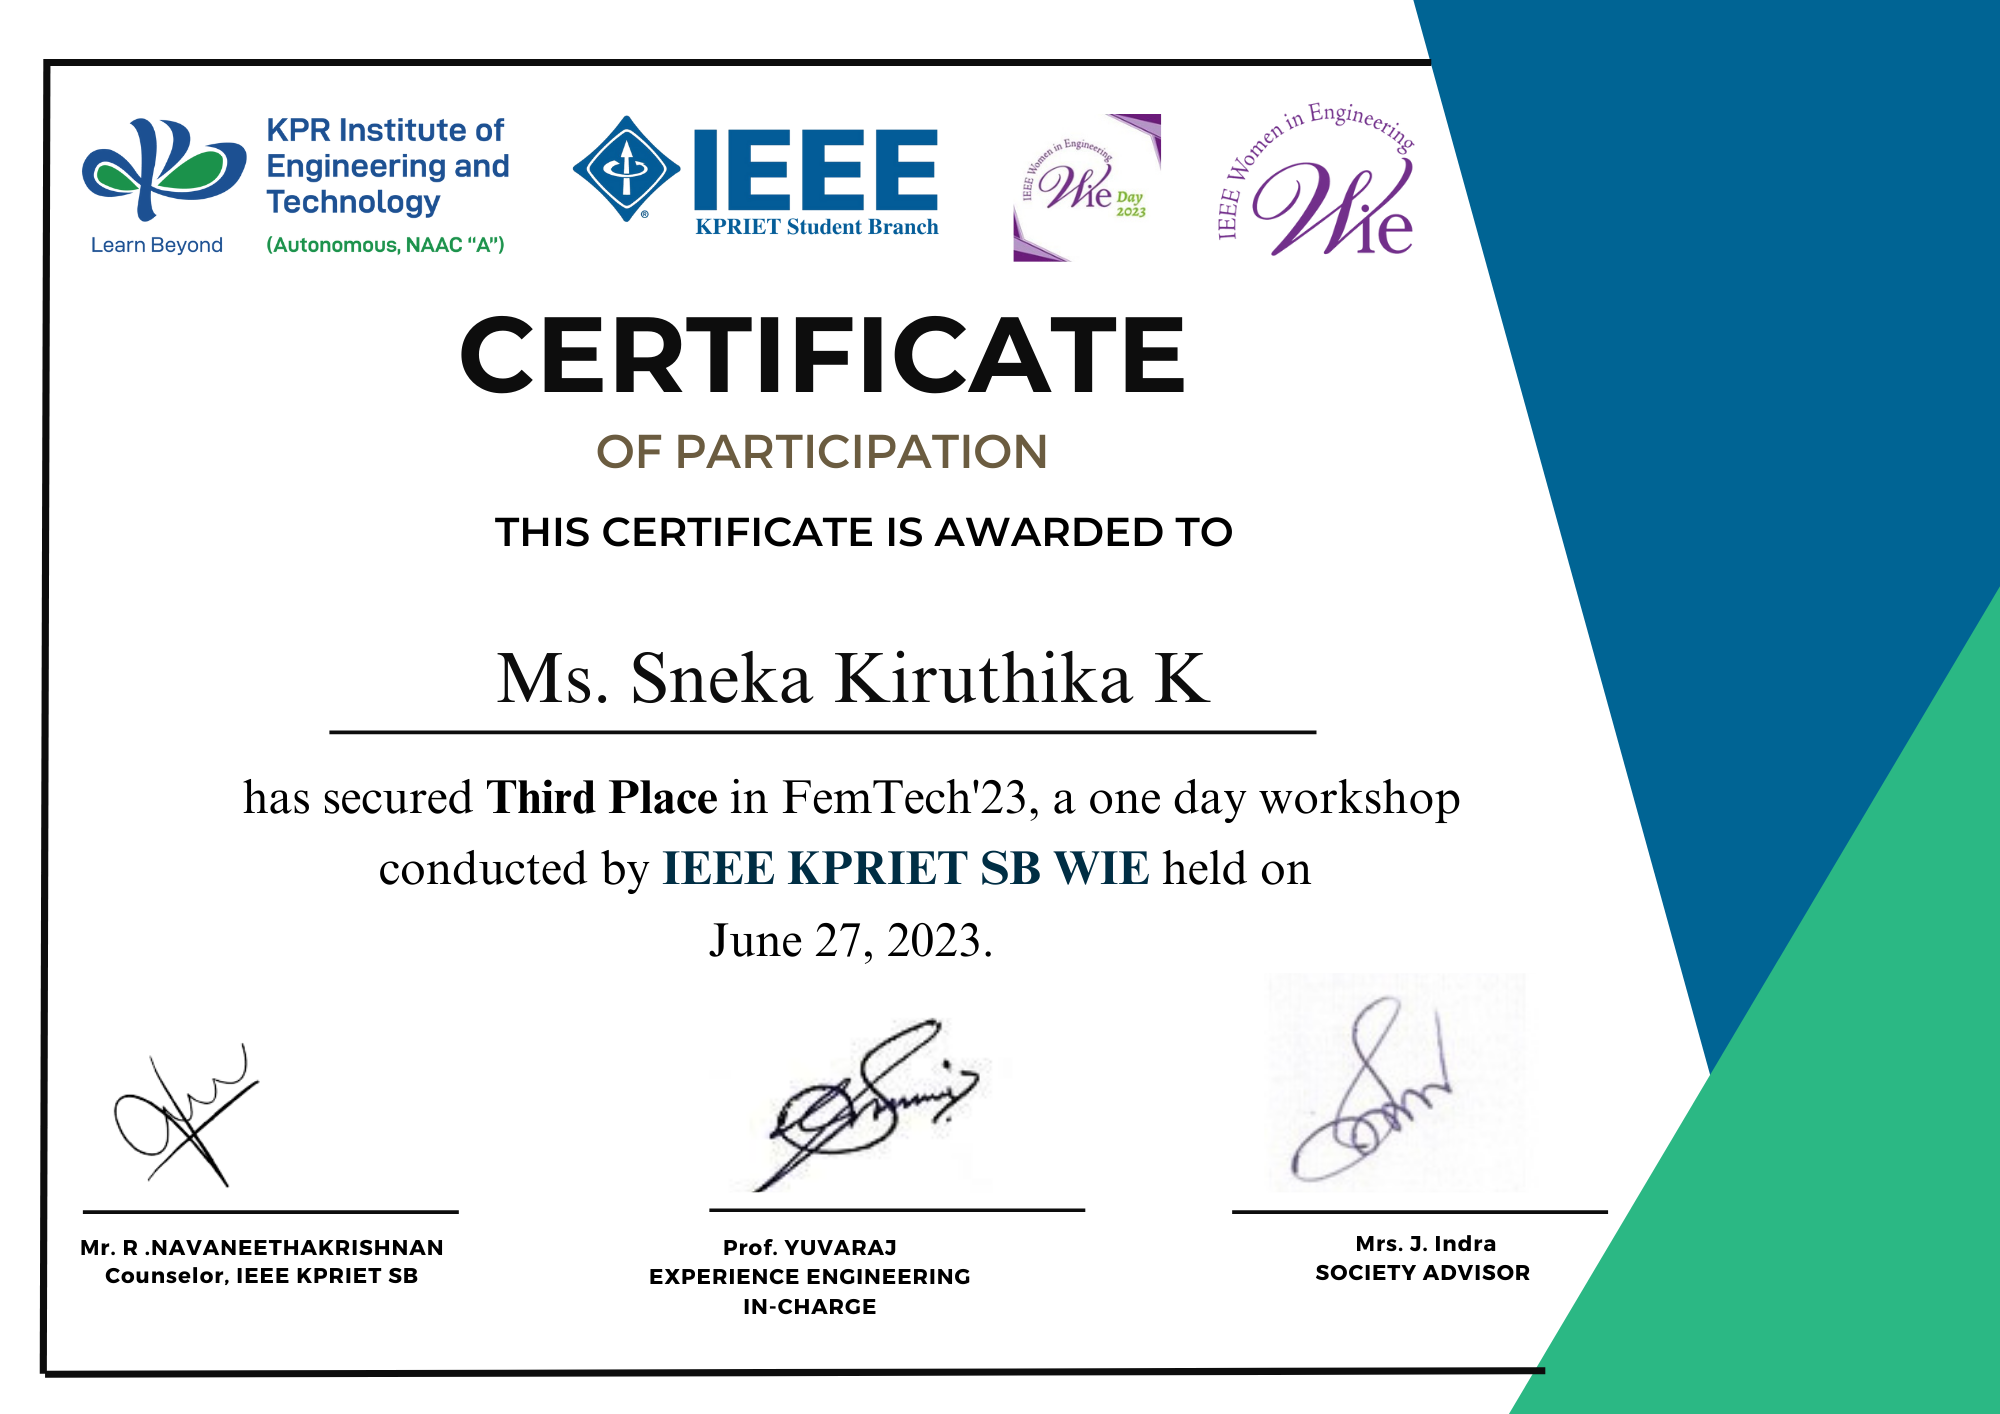 KPR Institute of
Engineering and
Technology
Learn Beyond
(Autonomous, NAAC “A”)
IEEE
®
KPRIET Student Branch
IEEE Women in Engineering
Wie Day
2023
IEEE Women in Engineering
Wie
CERTIFICATE
OF PARTICIPATION
THIS CERTIFICATE IS AWARDED TO
Ms. Sneka Kiruthika K
has secured Third Place in FemTech'23, a one day workshop
conducted by IEEE KPRIET SB WIE held on
June 27, 2023.
Mr. R .NAVANEETHAKRISHNAN
Counselor, IEEE KPRIET SB
Prof. YUVARAJ
EXPERIENCE ENGINEERING
IN-CHARGE
Mrs. J. Indra
SOCIETY ADVISOR